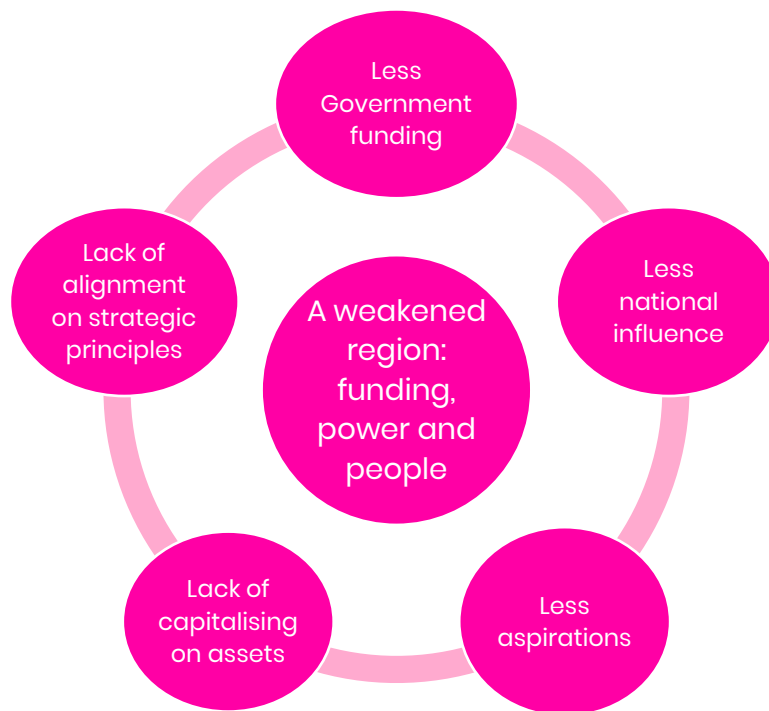 Less
Government
funding
Less
national
influence
Less
aspirations
Lack of
capitalising
on assets
Lack of
alignment
on strategic
principles
A weakened
region:
funding,
power and
people